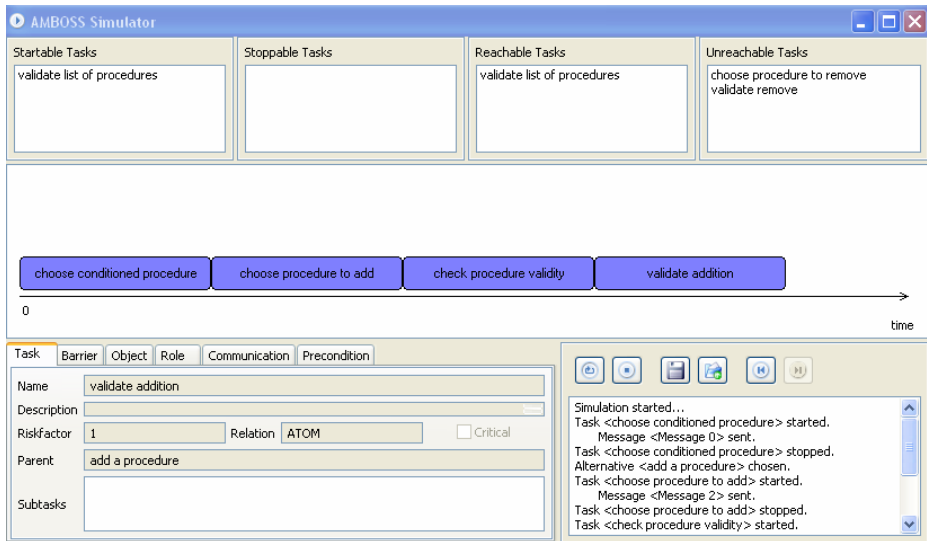 AMBOSS Simulator
Startable Tasks
validate list of procedures
Stoppable Tasks
Reachable Tasks
validate list of procedures
Unreachable Tasks
choose procedure to remove
validate remove
choose conditioned procedure
choose procedure to add
check procedure validity
validate addition
0
time
Task Barrier Object Role Communication Precondition
Name validate addition
Description
Riskfactor 1 Relation ATOM Critical
Parent add a procedure
Subtasks
Simulation started...
Task <choose conditioned procedure> started.
Message <Message 0> sent.
Task <choose conditioned procedure> stopped.
Alternative <add a procedure> chosen.
Task <choose procedure to add> started.
Message <Message 2> sent.
Task <choose procedure to add> stopped.
Task <check procedure validity> started.